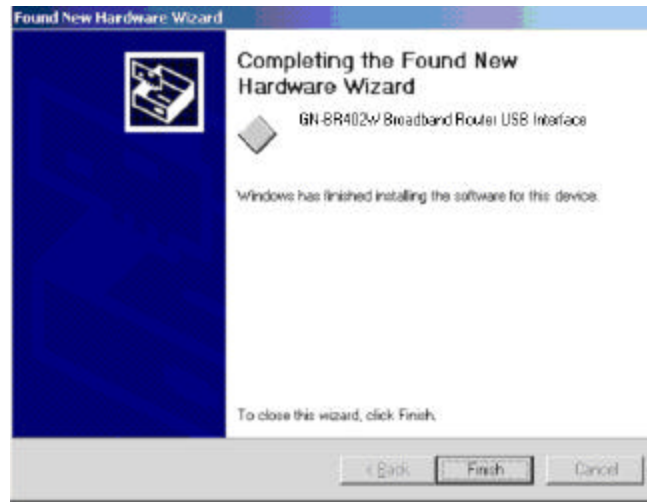 Found New Hardware Wizard
Completing the Found New
Hardware Wizard
GN-BR402W Broadband Router USB Interface
Windows has finished installing the software for this device.
To close this wizard, click Finish.
< Back
Finish
Cancel